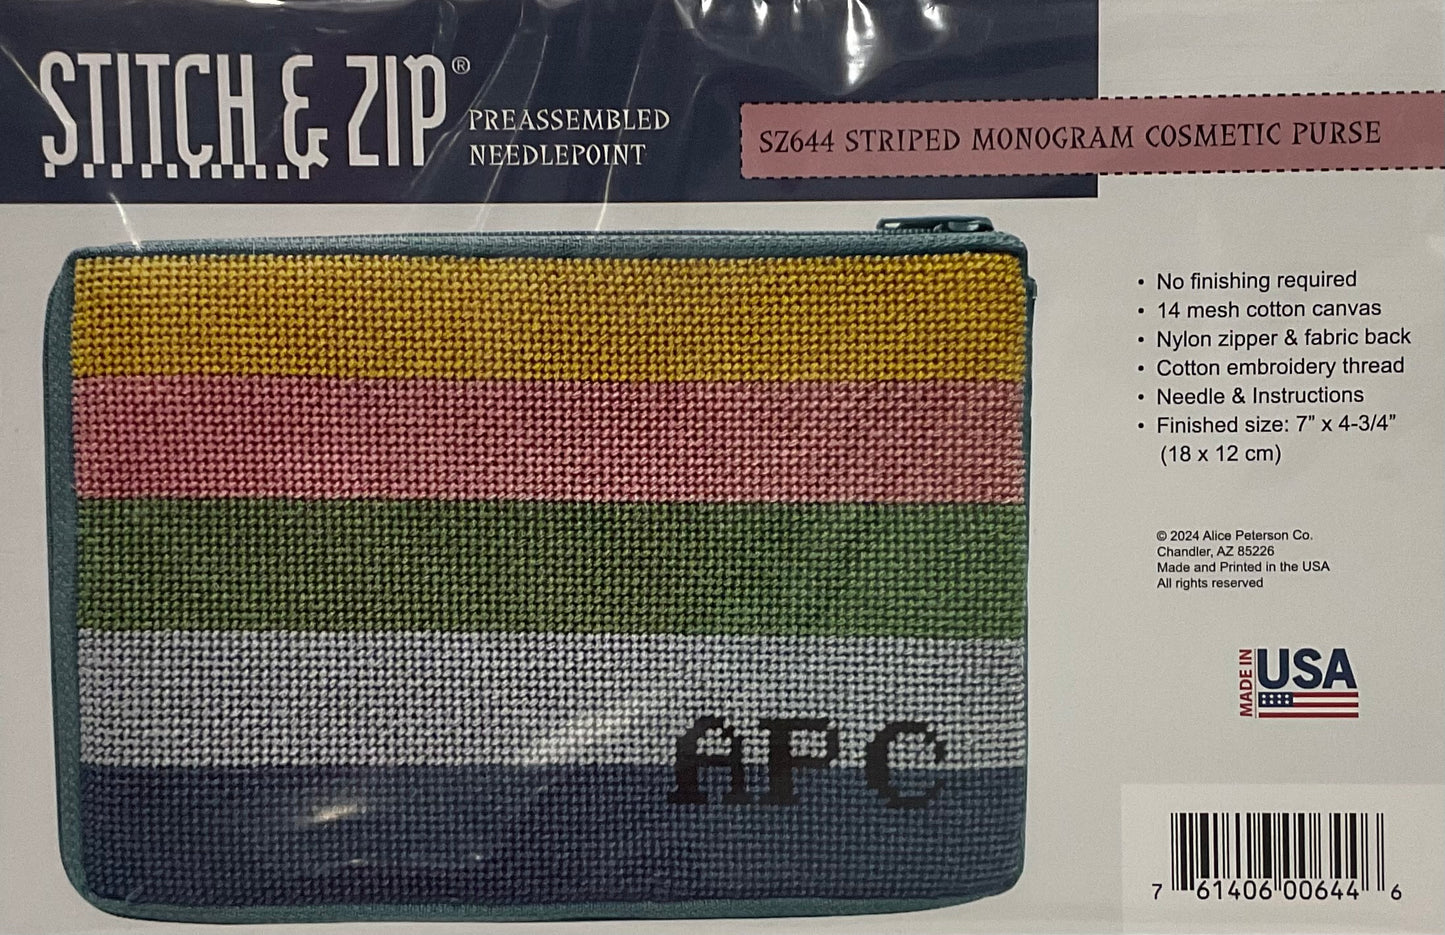 STITCH & ZIP®
PREASSEMBLED
NEEDLEPOINT
SZ644 STRIPED MONOGRAM COSMETIC PURSE
• No finishing required
• 14 mesh cotton canvas
• Nylon zipper & fabric back
• Cotton embroidery thread
• Needle & Instructions
• Finished size: 7" x 4-3/4"
(18 x 12 cm)
© 2024 Alice Peterson Co.
Chandler, AZ 85226
Made and Printed in the USA
All rights reserved
APC
MADE IN USA
7 61406 00644 6